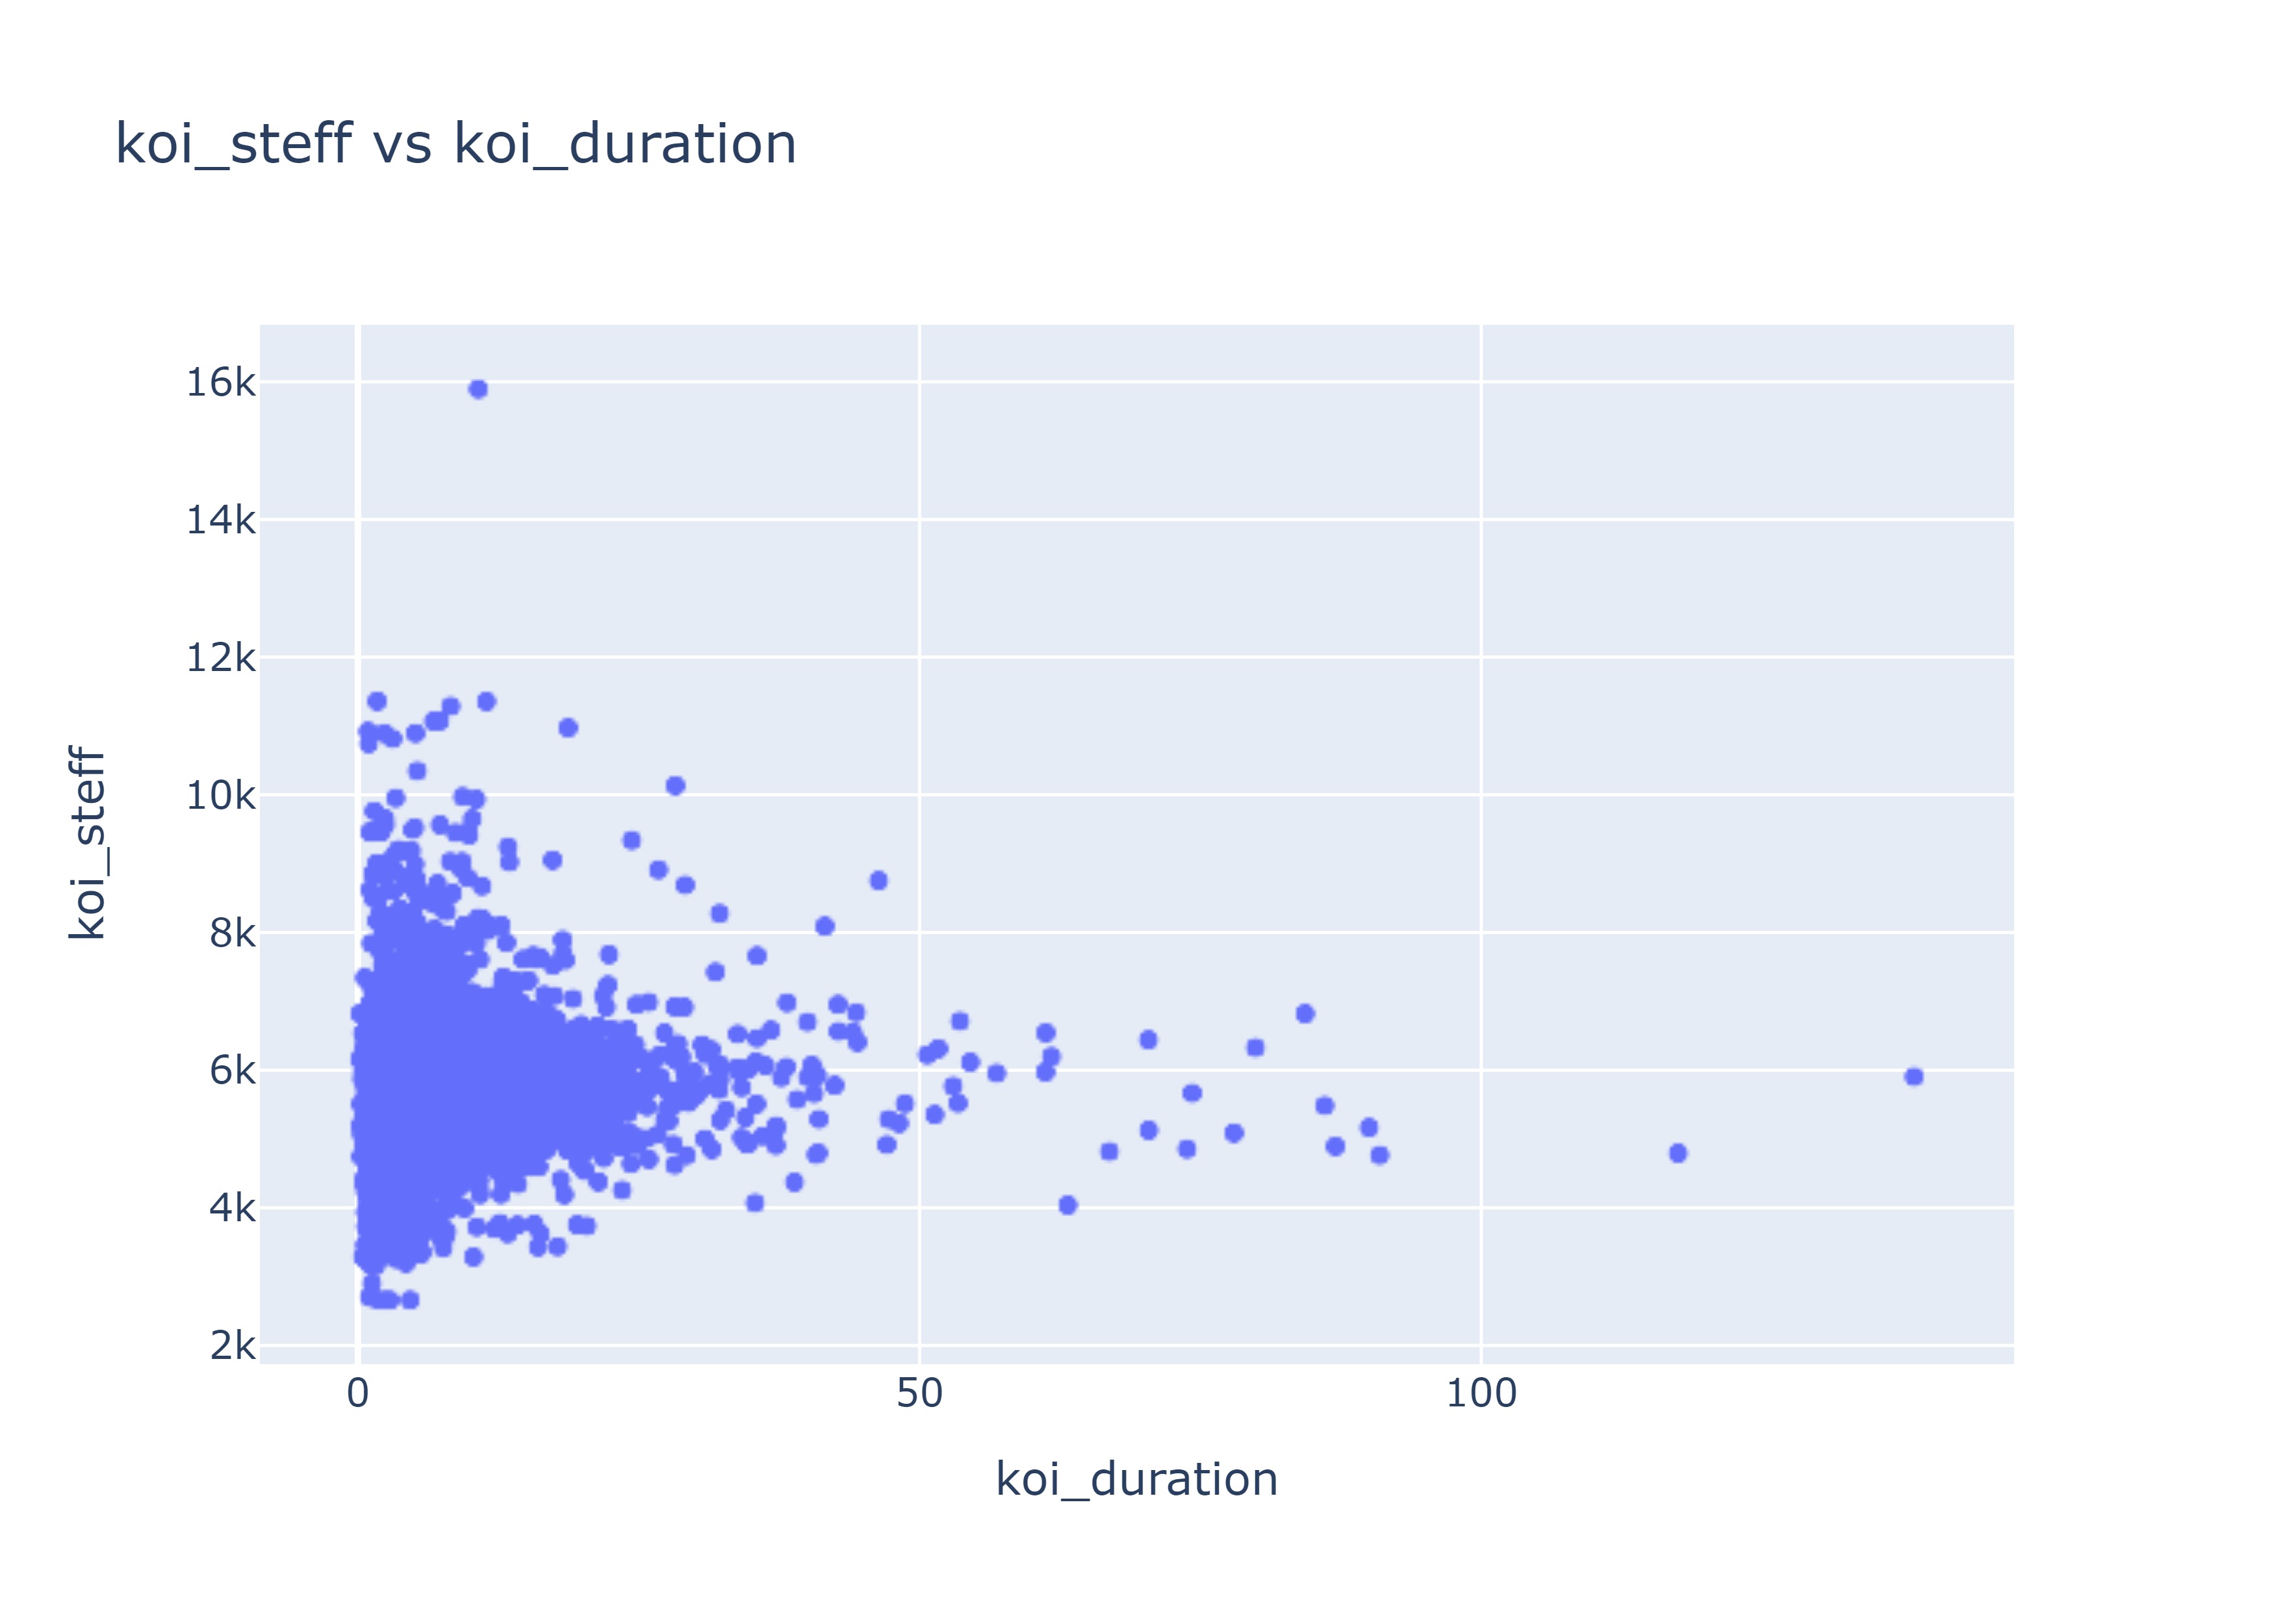 koi_steff vs koi_duration
16k
14k
12k
10k
8k
6k
4k
2k
koi_steff
0 50 100
koi_duration